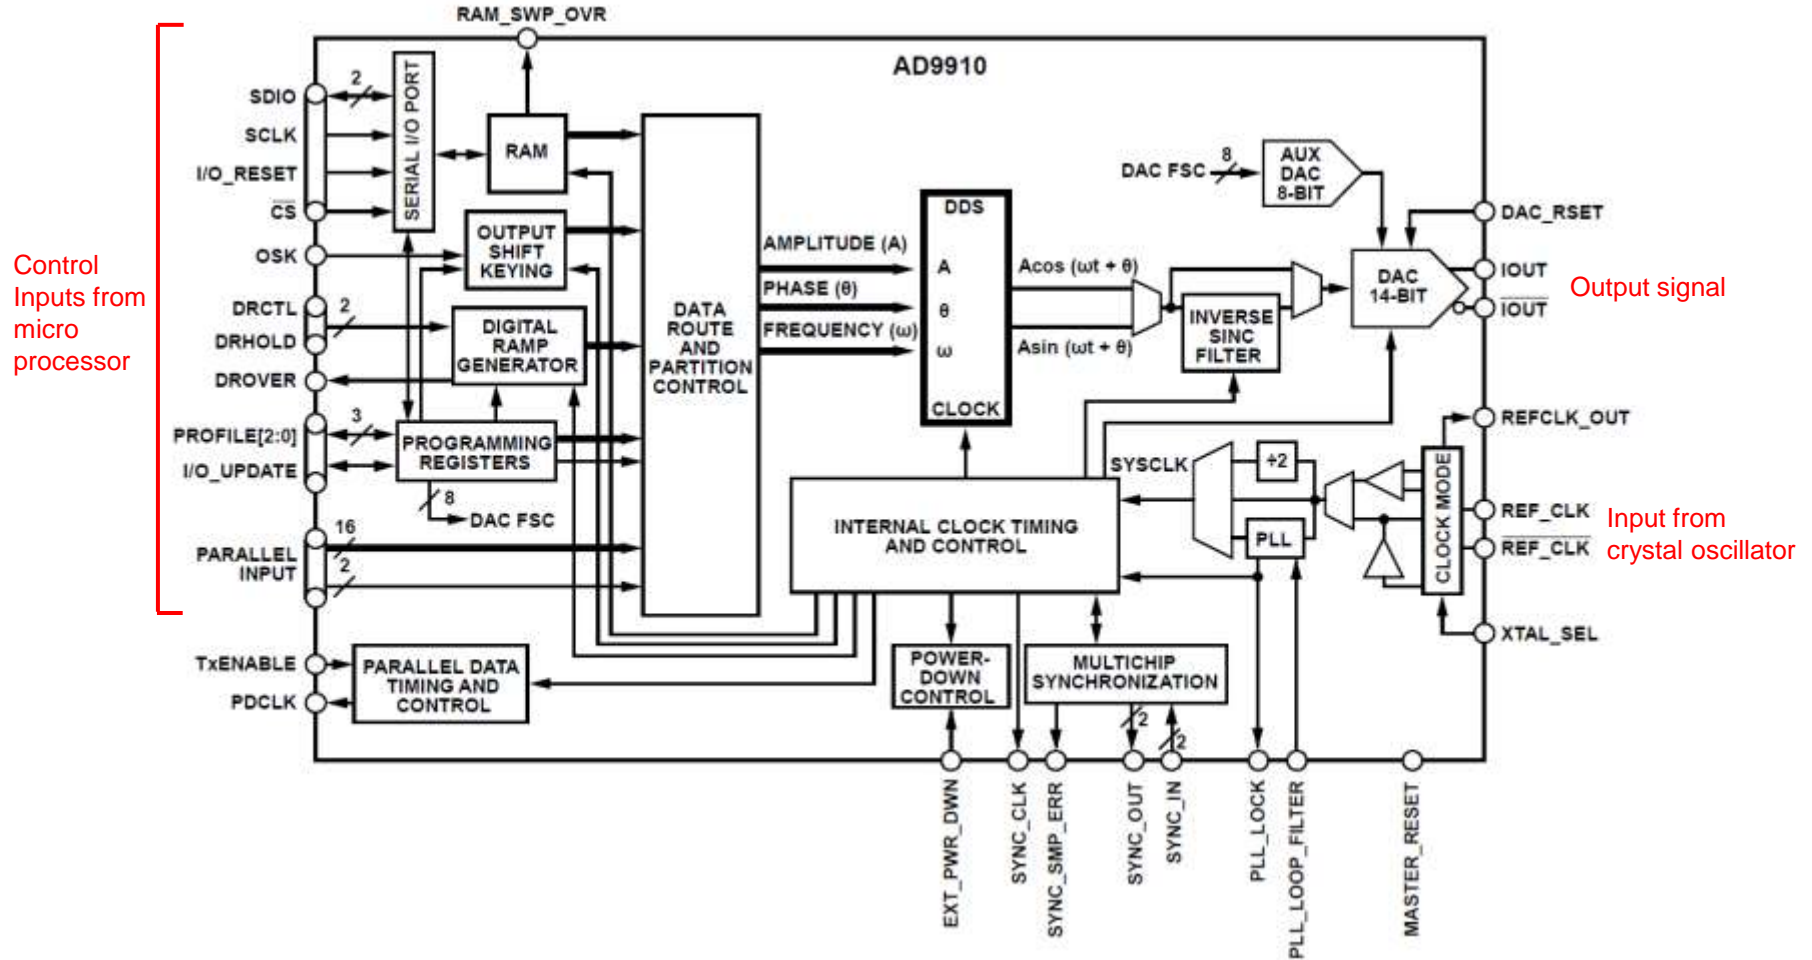 RAM_SWP_OVR
AD9910
Control
Inputs from
micro
processor
SDIO
2
SCLK
I/O_RESET
CS
OSK
DRCTL
2
DRHOLD
DROVER
PROFILE[2:0]
3
I/O_UPDATE
PARALLEL
INPUT
16
2
TxENABLE
PDCLK
SERIAL I/O PORT
RAM
OUTPUT
SHIFT
KEYING
DIGITAL
RAMP
GENERATOR
PROGRAMMING
REGISTERS
8
DAC FSC
PARALLEL DATA
TIMING AND
CONTROL
DATA
ROUTE
AND
PARTITION
CONTROL
AMPLITUDE (A)
PHASE (θ)
FREQUENCY (ω)
DDS
A
θ
ω
CLOCK
Acos (ωt + θ)
Asin (ωt + θ)
INVERSE
SINC
FILTER
DAC FSC
8
AUX
DAC
8-BIT
DAC
14-BIT
DAC_RSET
IOUT
IOUT
Output signal
REFCLK_OUT
REF_CLK
REF_CLK
Input from
crystal oscillator
XTAL_SEL
CLOCK MODE
SYSCLK
÷2
PLL
INTERNAL CLOCK TIMING
AND CONTROL
POWER-
DOWN
CONTROL
MULTICHIP
SYNCHRONIZATION
2
2
EXT_PWR_DWN
SYNC_CLK
SYNC_SMP_ERR
SYNC_OUT
SYNC_IN
PLL_LOCK
PLL_LOOP_FILTER
MASTER_RESET